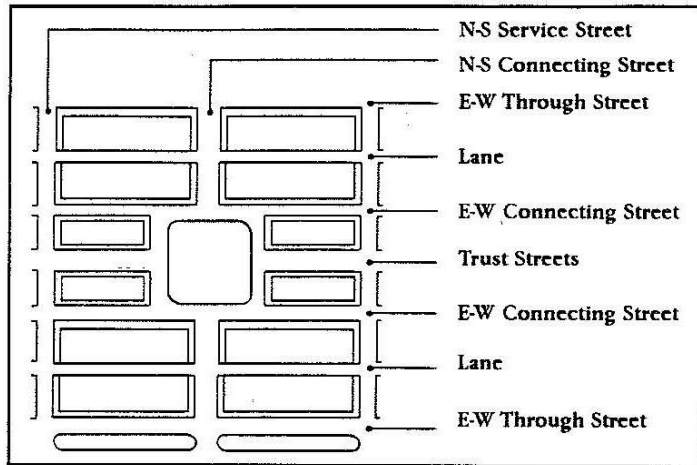 N-S Service Street
N-S Connecting Street
E-W Through Street
Lane
E-W Connecting Street
Trust Streets
E-W Connecting Street
Lane
E-W Through Street